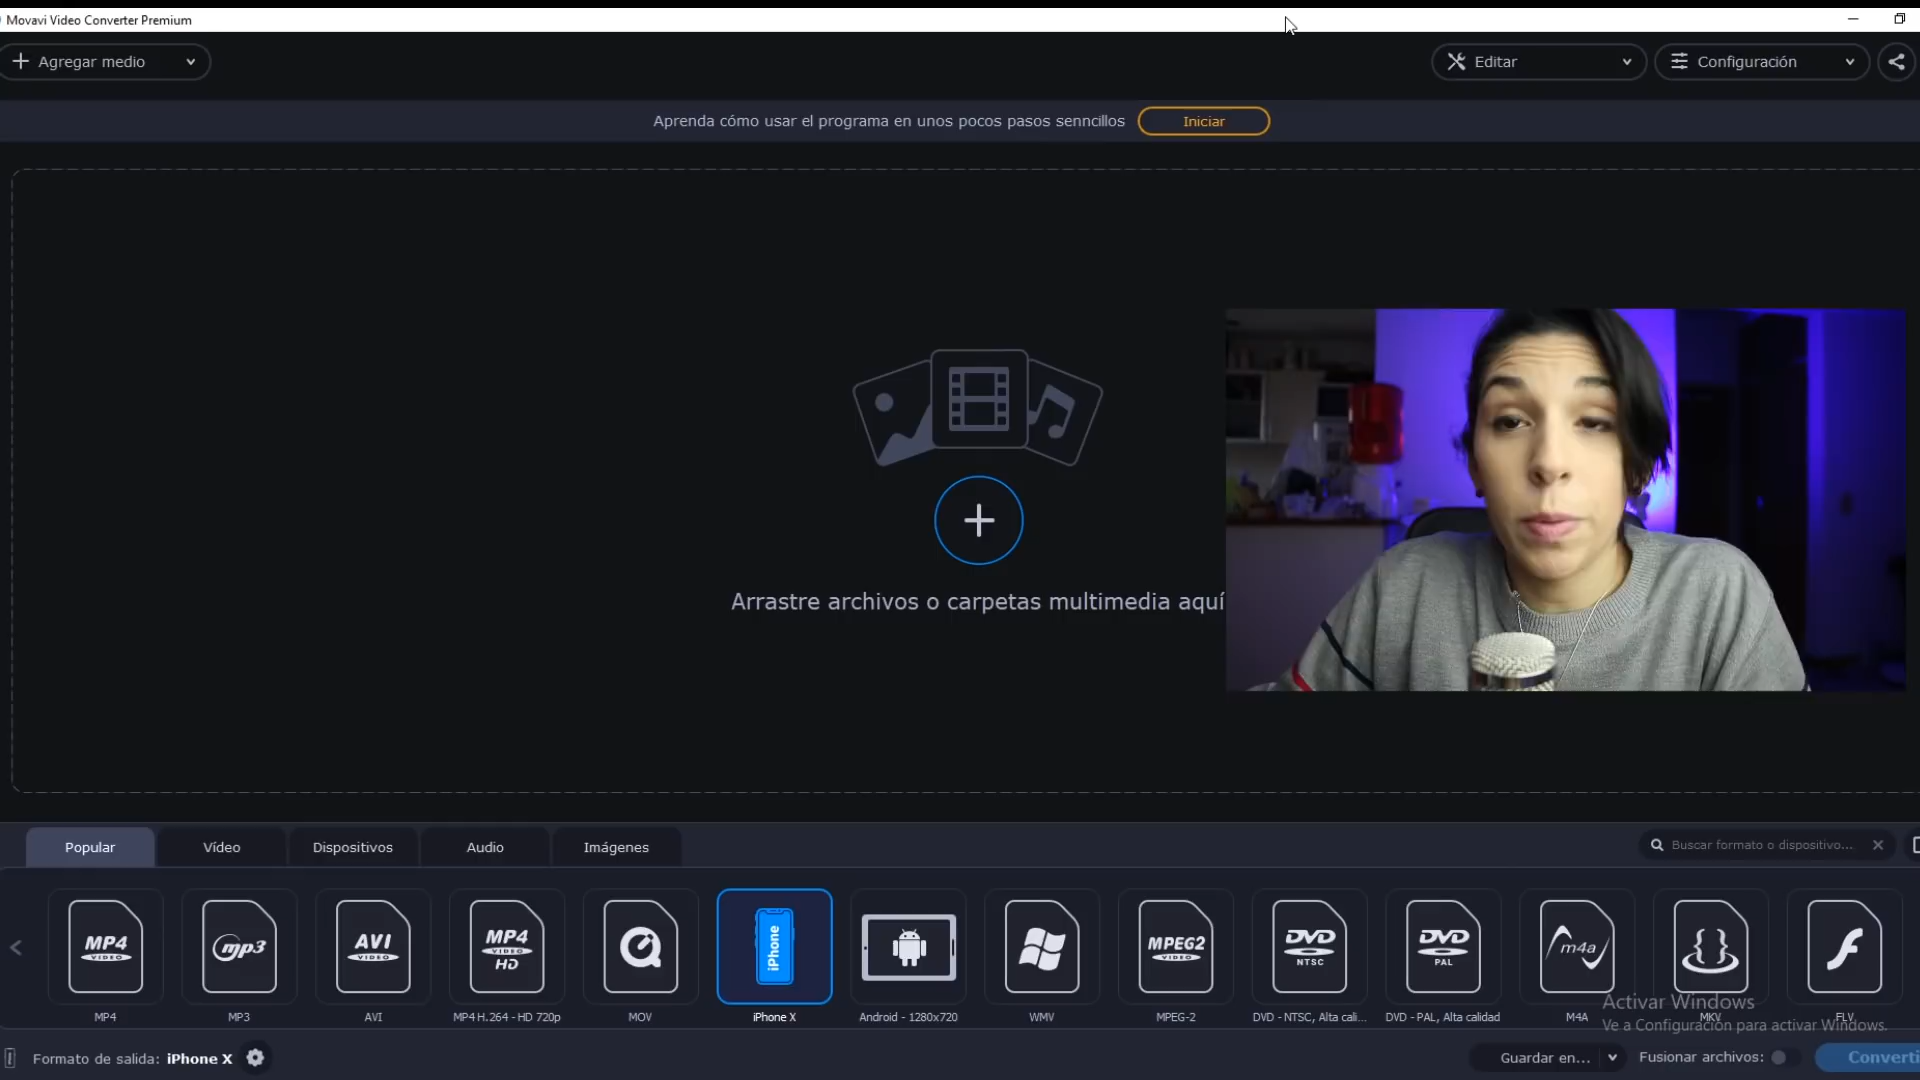 Movavi Video Converter Premium
Agregar medio
Editar
Configuración
Aprenda cómo usar el programa en unos pocos pasos senncillos
Iniciar
Arrastre archivos o carpetas multimedia aquí
Popular
Vídeo
Dispositivos
Audio
Imágenes
Buscar formato o dispositivo...
MP4 VIDEO
mp3
AVI VIDEO
MP4 VIDEO HD
iPhone
MPEG2 VIDEO
DVD NTSC
DVD PAL
m4a
MP4
MP3
AVI
MP4 H.264 - HD 720p
MOV
iPhone X
Android - 1280x720
WMV
MPEG-2
DVD - NTSC, Alta cali...
DVD - PAL, Alta calidad
M4A
MKV
FLV
Activar Windows
Ve a Configuración para activar Windows.
Formato de salida: iPhone X
Guardar en...
Fusionar archivos:
Converti